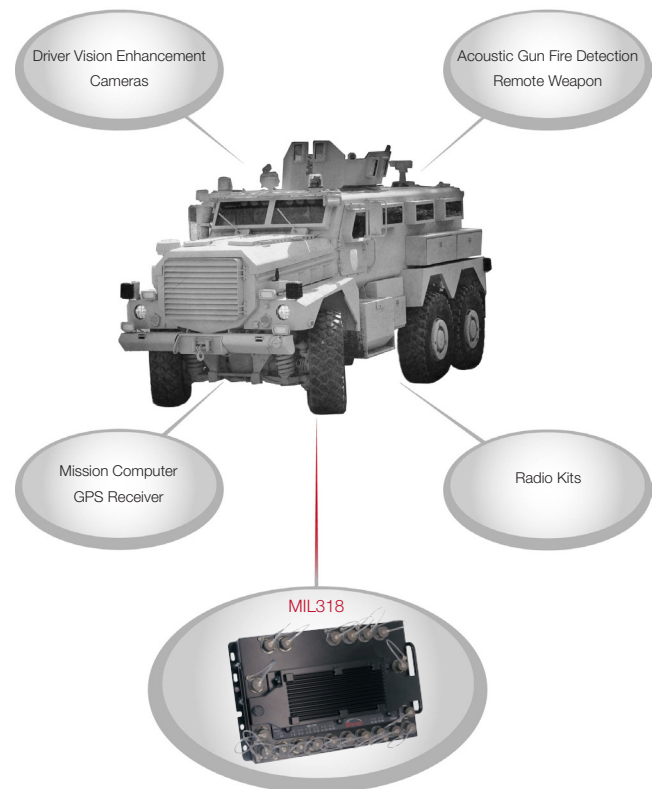 Driver Vision Enhancement
Cameras
Acoustic Gun Fire Detection
Remote Weapon
Mission Computer
GPS Receiver
Radio Kits
MIL318